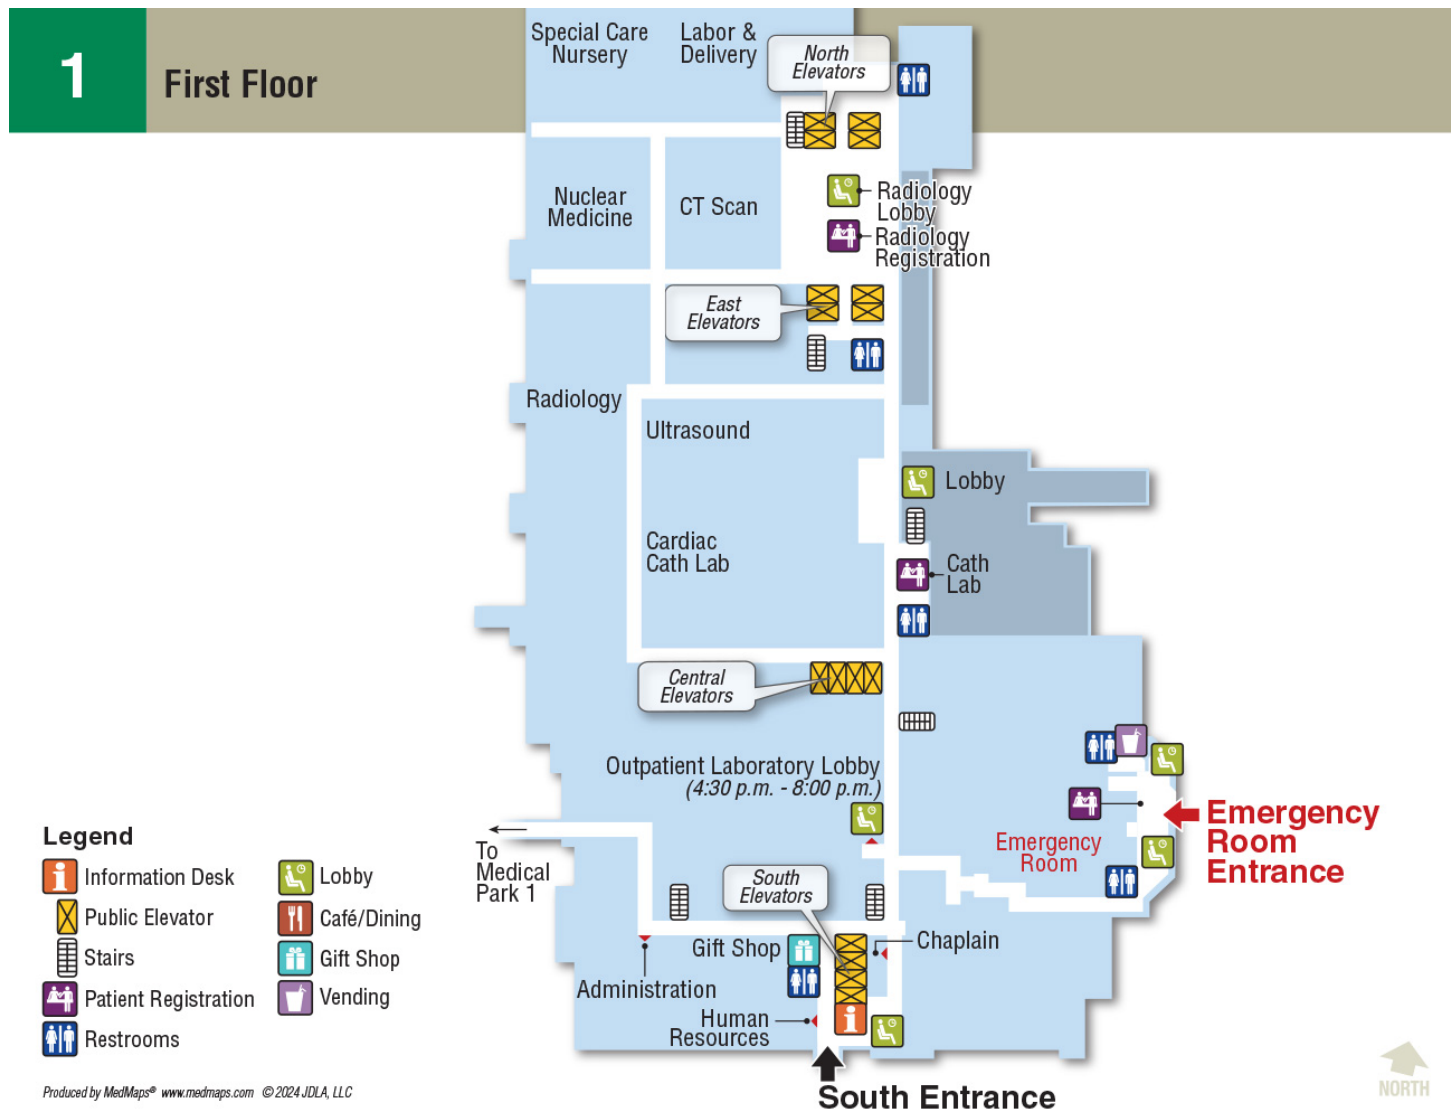 1
First Floor
Special Care
Nursery
Labor &
Delivery
North
Elevators
Nuclear
Medicine
CT Scan
Radiology
Lobby
Radiology
Registration
East
Elevators
Radiology
Ultrasound
Lobby
Cardiac
Cath Lab
Cath
Lab
Central
Elevators
Outpatient Laboratory Lobby
(4:30 p.m. - 8:00 p.m.)
Emergency
Room
Emergency
Room
Entrance
To
Medical
Park 1
South
Elevators
Gift Shop
Chaplain
Administration
Human
Resources
South Entrance
Legend
Information Desk
Public Elevator
Stairs
Patient Registration
Restrooms
Lobby
Café/Dining
Gift Shop
Vending
Produced by MedMaps® www.medmaps.com © 2024 JDLA, LLC
NORTH